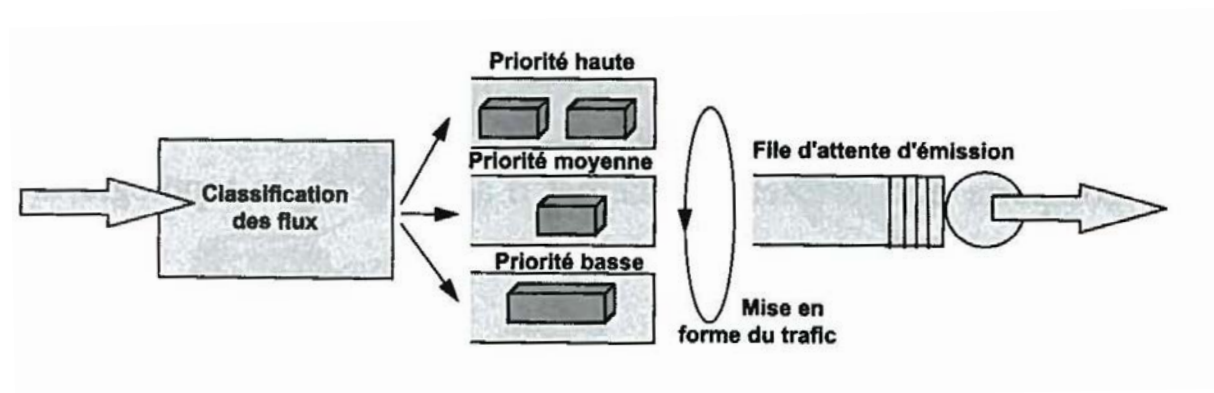 Priorité haute
Classification
des flux
Priorité moyenne
Priorité basse
File d'attente d'émission
Mise en
forme du trafic